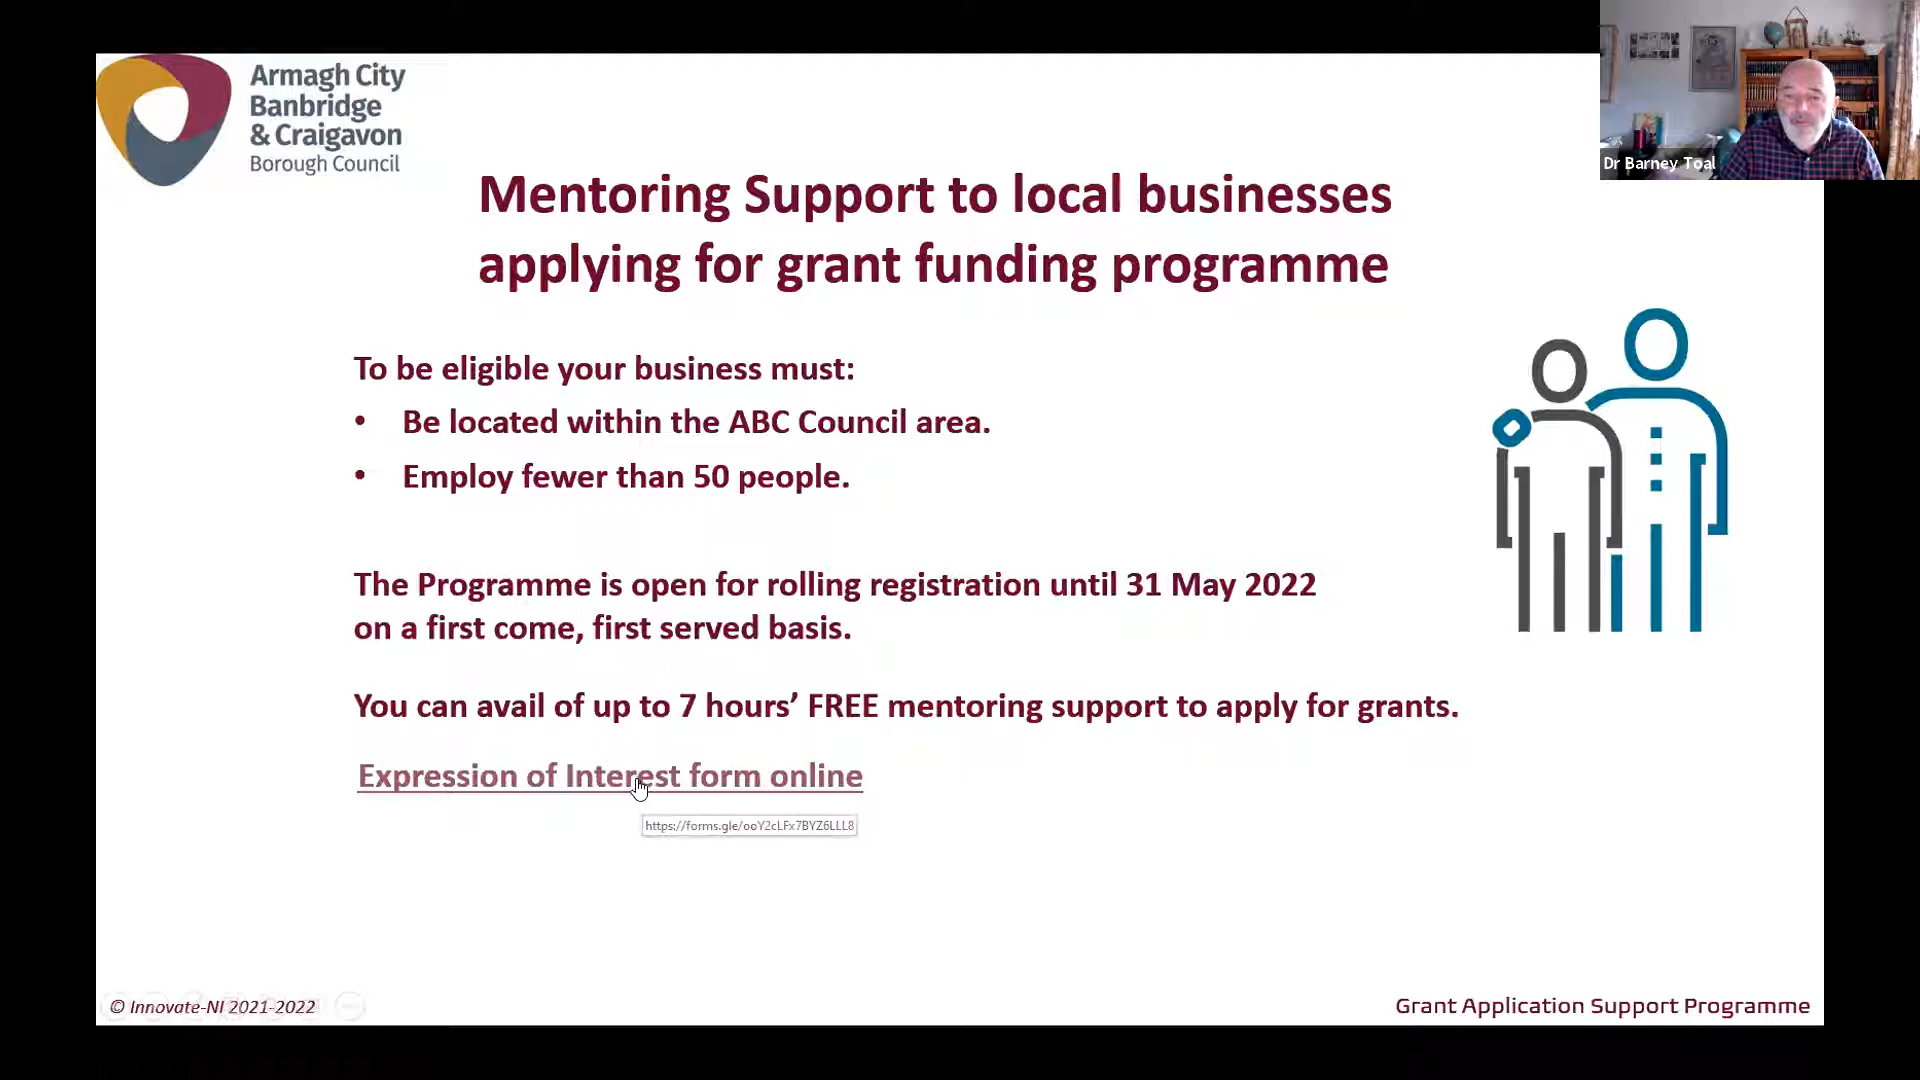 Armagh City
Banbridge
& Craigavon
Borough Council
Dr Barney Toal
Mentoring Support to local businesses
applying for grant funding programme
To be eligible your business must:
• Be located within the ABC Council area.
• Employ fewer than 50 people.
The Programme is open for rolling registration until 31 May 2022
on a first come, first served basis.
You can avail of up to 7 hours’ FREE mentoring support to apply for grants.
Expression of Interest form online
https://forms.gle/ooY2cLFx7BYZ6LLL8
© Innovate-NI 2021-2022
Grant Application Support Programme